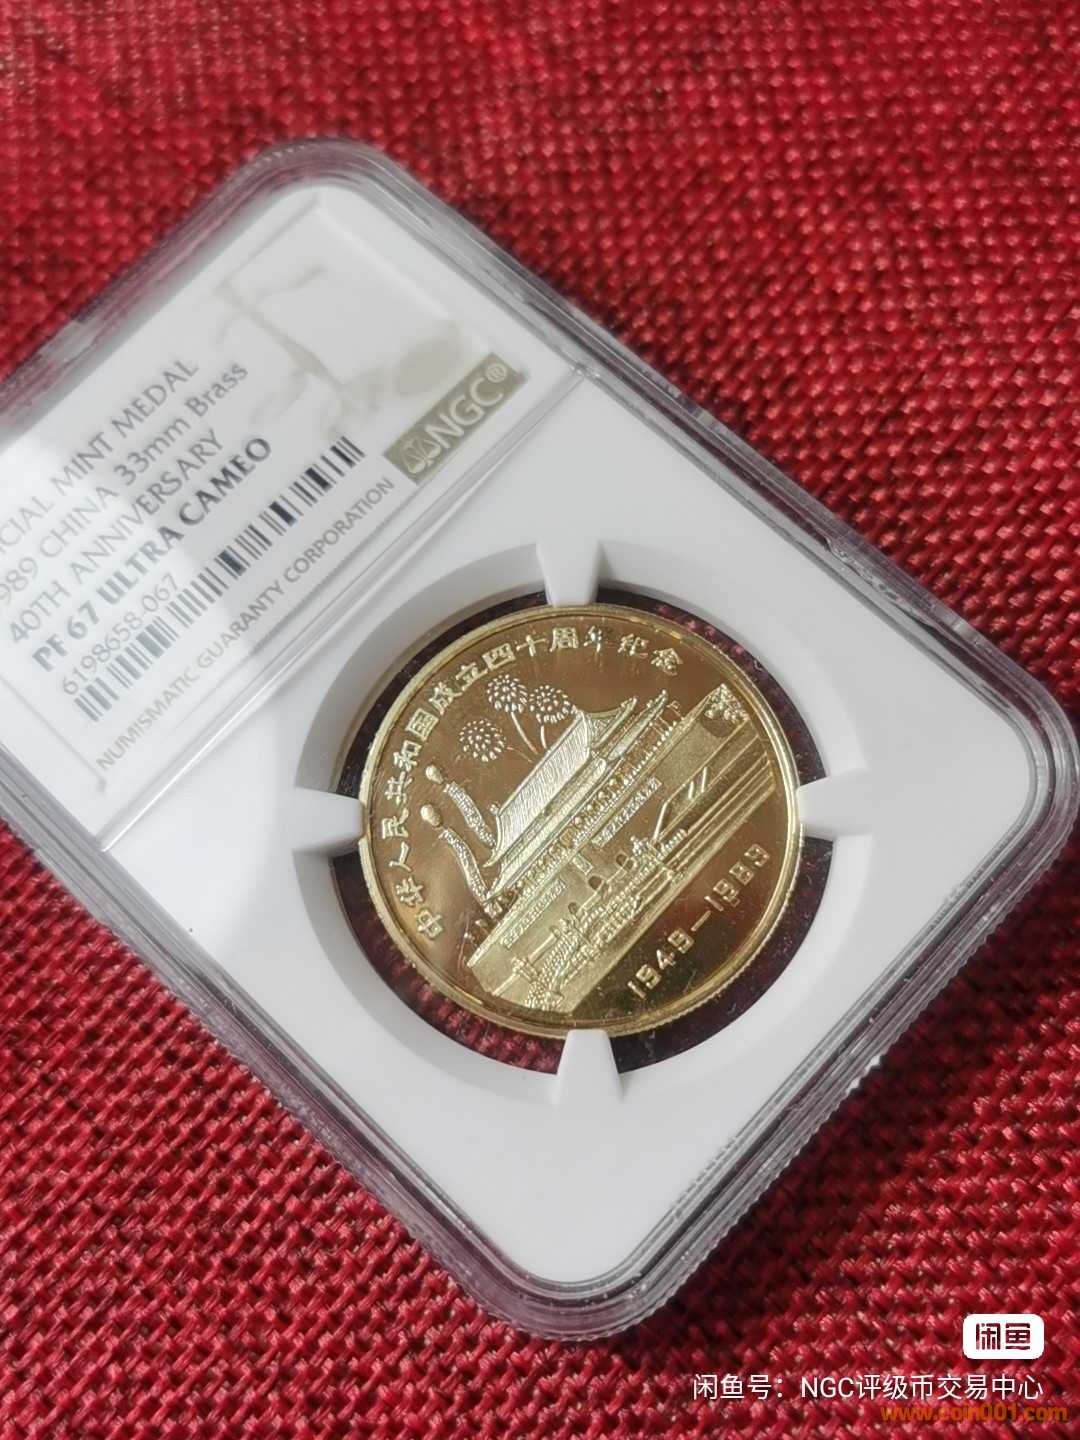 CIAL MINT MEDAL
989 CHINA 33mm Brass
40TH ANNIVERSARY
PF 67 ULTRA CAMEO
6198658-067
NGC®
NUMISMATIC GUARANTY CORPORATION
中华人民共和国成立四十周年纪念
1949—1989
闲鱼
闲鱼号：NGC评级币交易中心
www.coin001.com